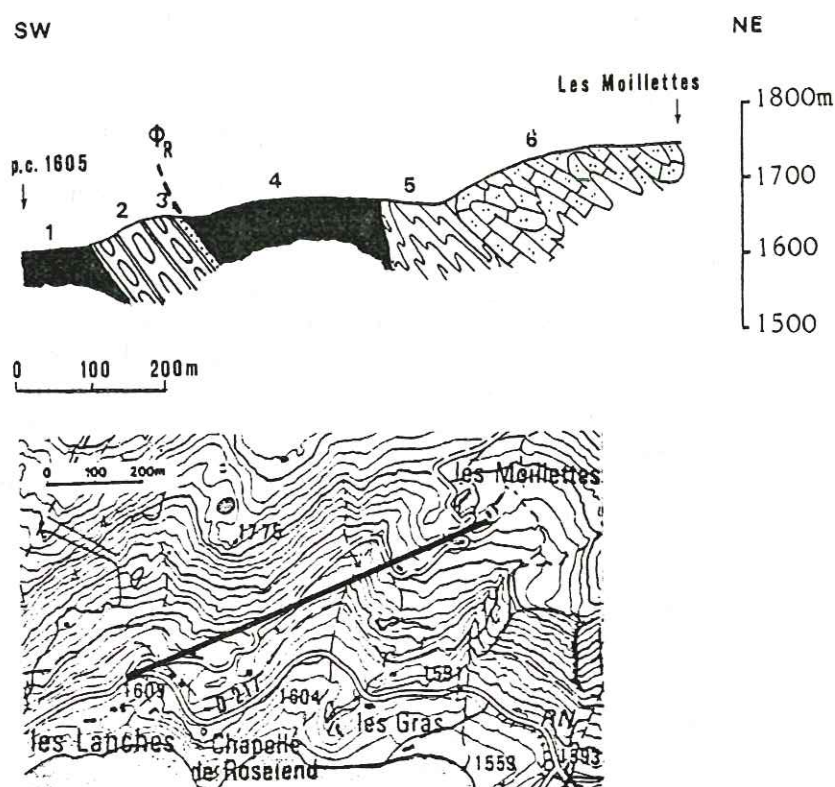 SW
NE
Les Moillettes
1800m
ΦR
6
p.c. 1605
3
4
1700
2
5
1
1600
1500
0 100 200m
0 100 200m
les Moillettes
1775
1605
D-217
1604
1591
les Gras
RN
les Lanches
Chapelle
de Roselend
1559
1593